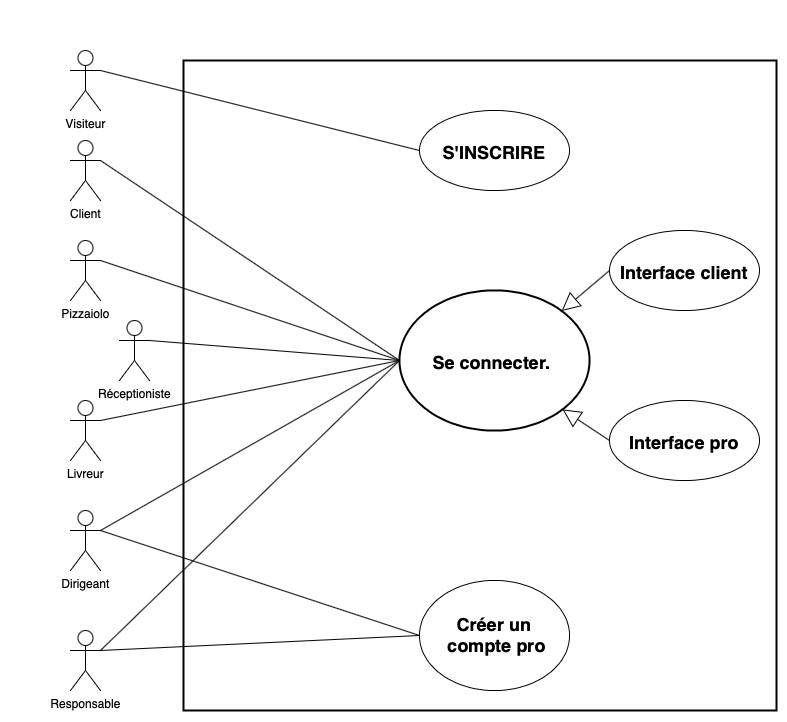 Visiteur
S'INSCRIRE
Client
Interface client
Pizzaiolo
Se connecter.
Réceptioniste
Interface pro
Livreur
Dirigeant
Créer un
compte pro
Responsable